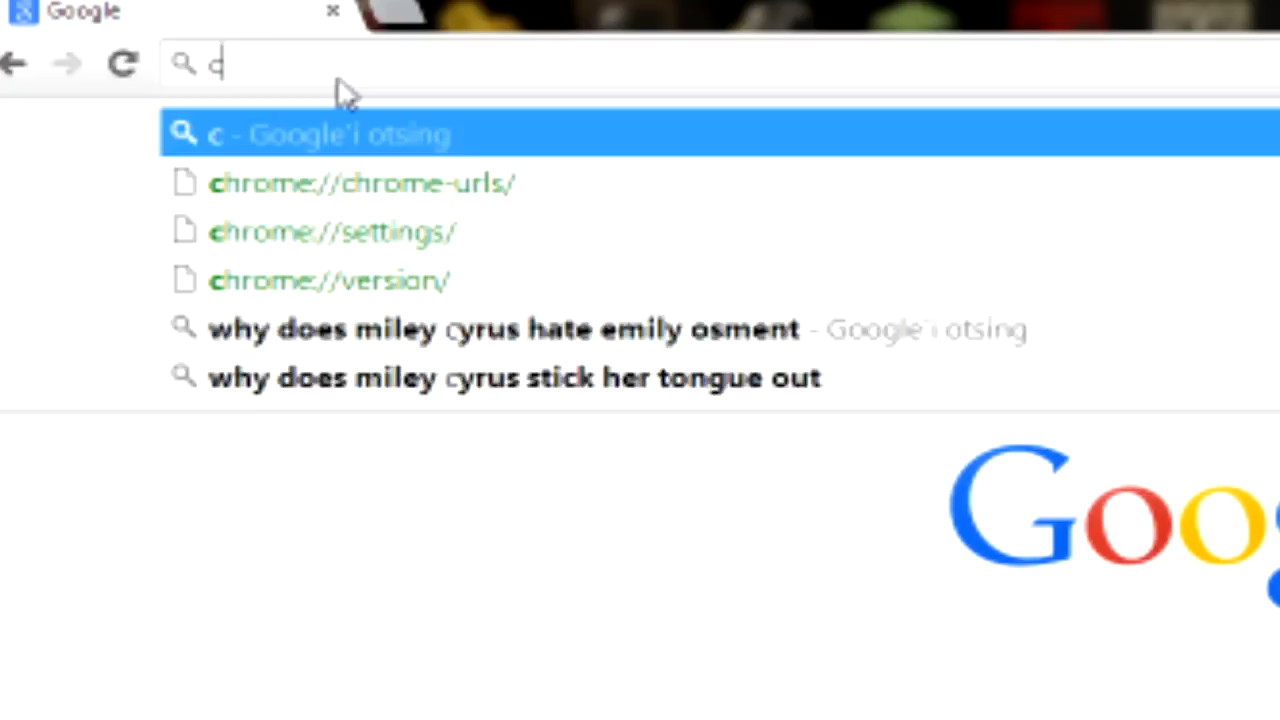 Google
c
c - Google'i otsing
chrome://chrome-urls/
chrome://settings/
chrome://version/
why does miley cyrus hate emily osment - Google'i otsing
why does miley cyrus stick her tongue out
Goo